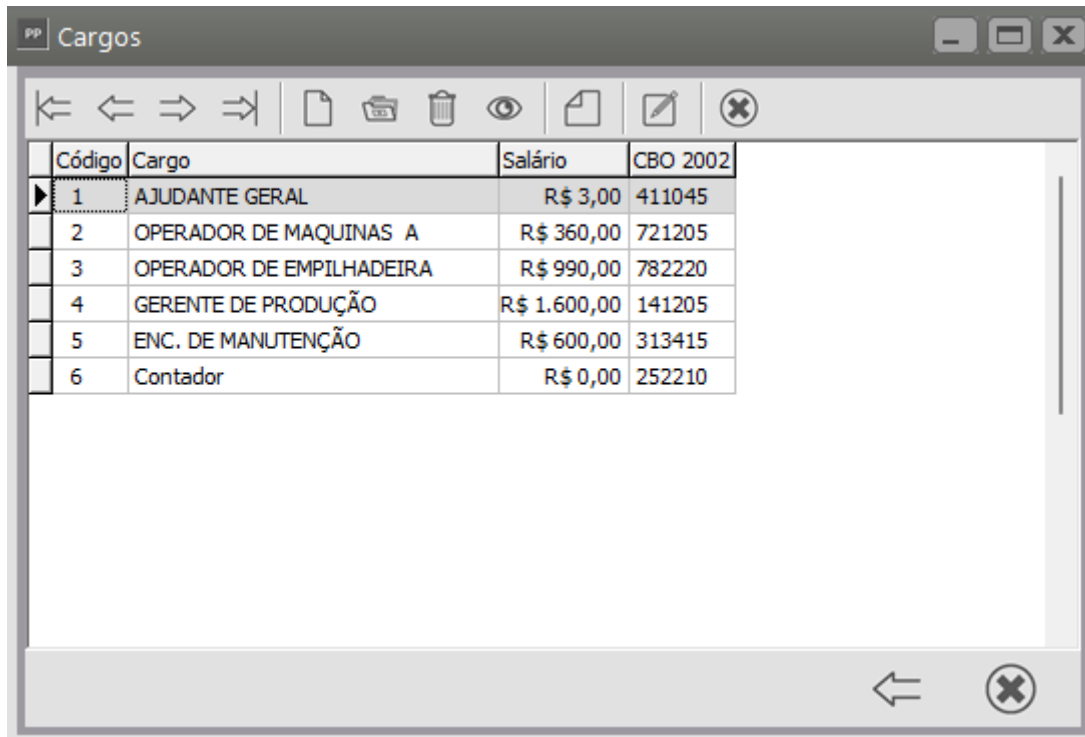 PP Cargos
Código Cargo Salário CBO 2002
1 AJUDANTE GERAL R$ 3,00 411045
2 OPERADOR DE MAQUINAS  A R$ 360,00 721205
3 OPERADOR DE EMPILHADEIRA R$ 990,00 782220
4 GERENTE DE PRODUÇÃO R$ 1.600,00 141205
5 ENC. DE MANUTENÇÃO R$ 600,00 313415
6 Contador R$ 0,00 252210